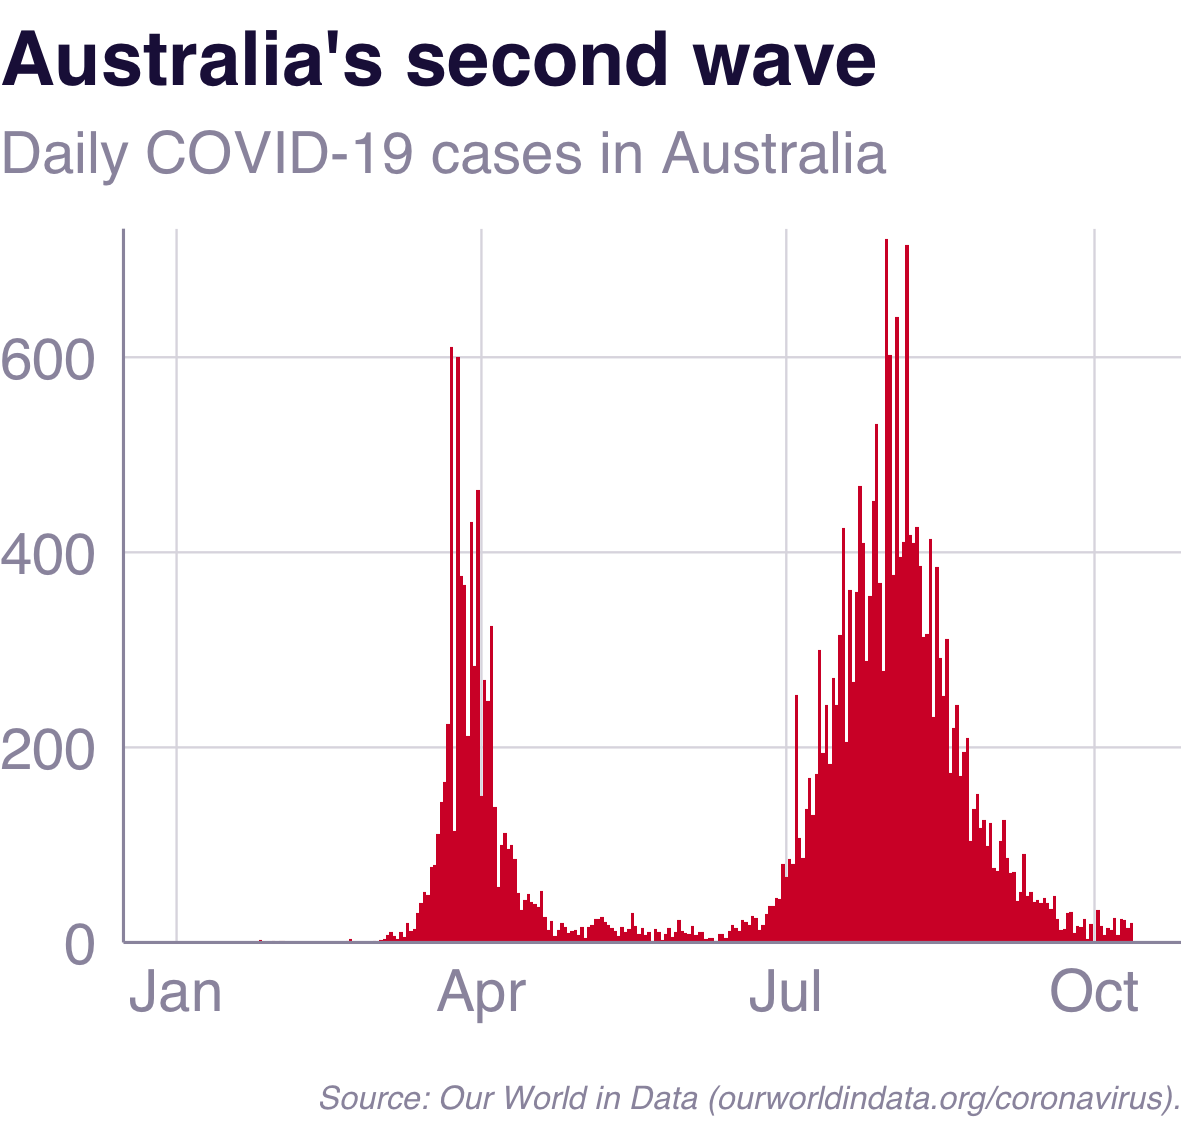 Australia's second wave
Daily COVID-19 cases in Australia
600
400
200
0
Jan Apr Jul Oct
Source: Our World in Data (ourworldindata.org/coronavirus).